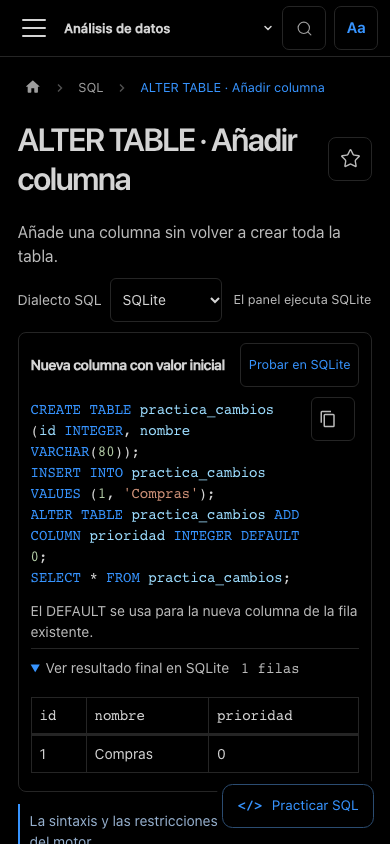 Análisis de datos
Aa
SQL
ALTER TABLE · Añadir columna
ALTER TABLE · Añadir
columna
Añade una columna sin volver a crear toda la
tabla.
Dialecto SQL
SQLite
El panel ejecuta SQLite
Nueva columna con valor inicial
Probar en SQLite
CREATE TABLE practica_cambios
(id INTEGER, nombre
VARCHAR(80));
INSERT INTO practica_cambios
VALUES (1, 'Compras');
ALTER TABLE practica_cambios ADD
COLUMN prioridad INTEGER DEFAULT
0;
SELECT * FROM practica_cambios;
El DEFAULT se usa para la nueva columna de la fila
existente.
Ver resultado final en SQLite 1 filas
id nombre prioridad
1 Compras 0
La sintaxis y las restricciones
del motor
</> Practicar SQL